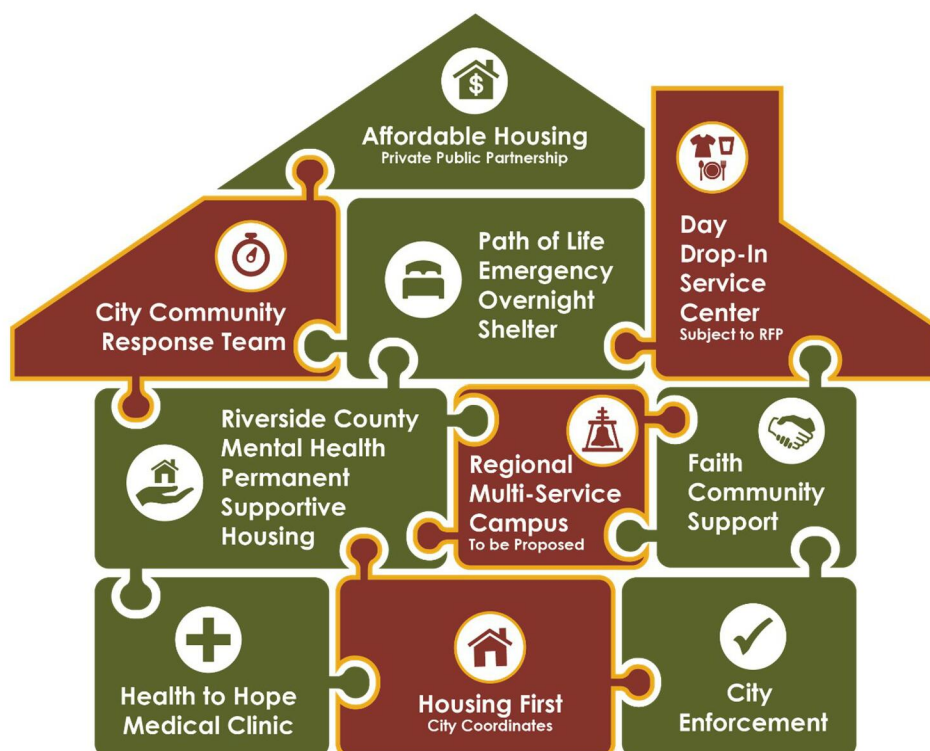 $
Affordable Housing
Private Public Partnership
City Community
Response Team
Path of Life
Emergency
Overnight
Shelter
Day
Drop-In
Service
Center
Subject to RFP
Riverside County
Mental Health
Permanent
Supportive
Housing
Regional
Multi-Service
Campus
To be Proposed
Faith
Community
Support
Health to Hope
Medical Clinic
Housing First
City Coordinates
City
Enforcement